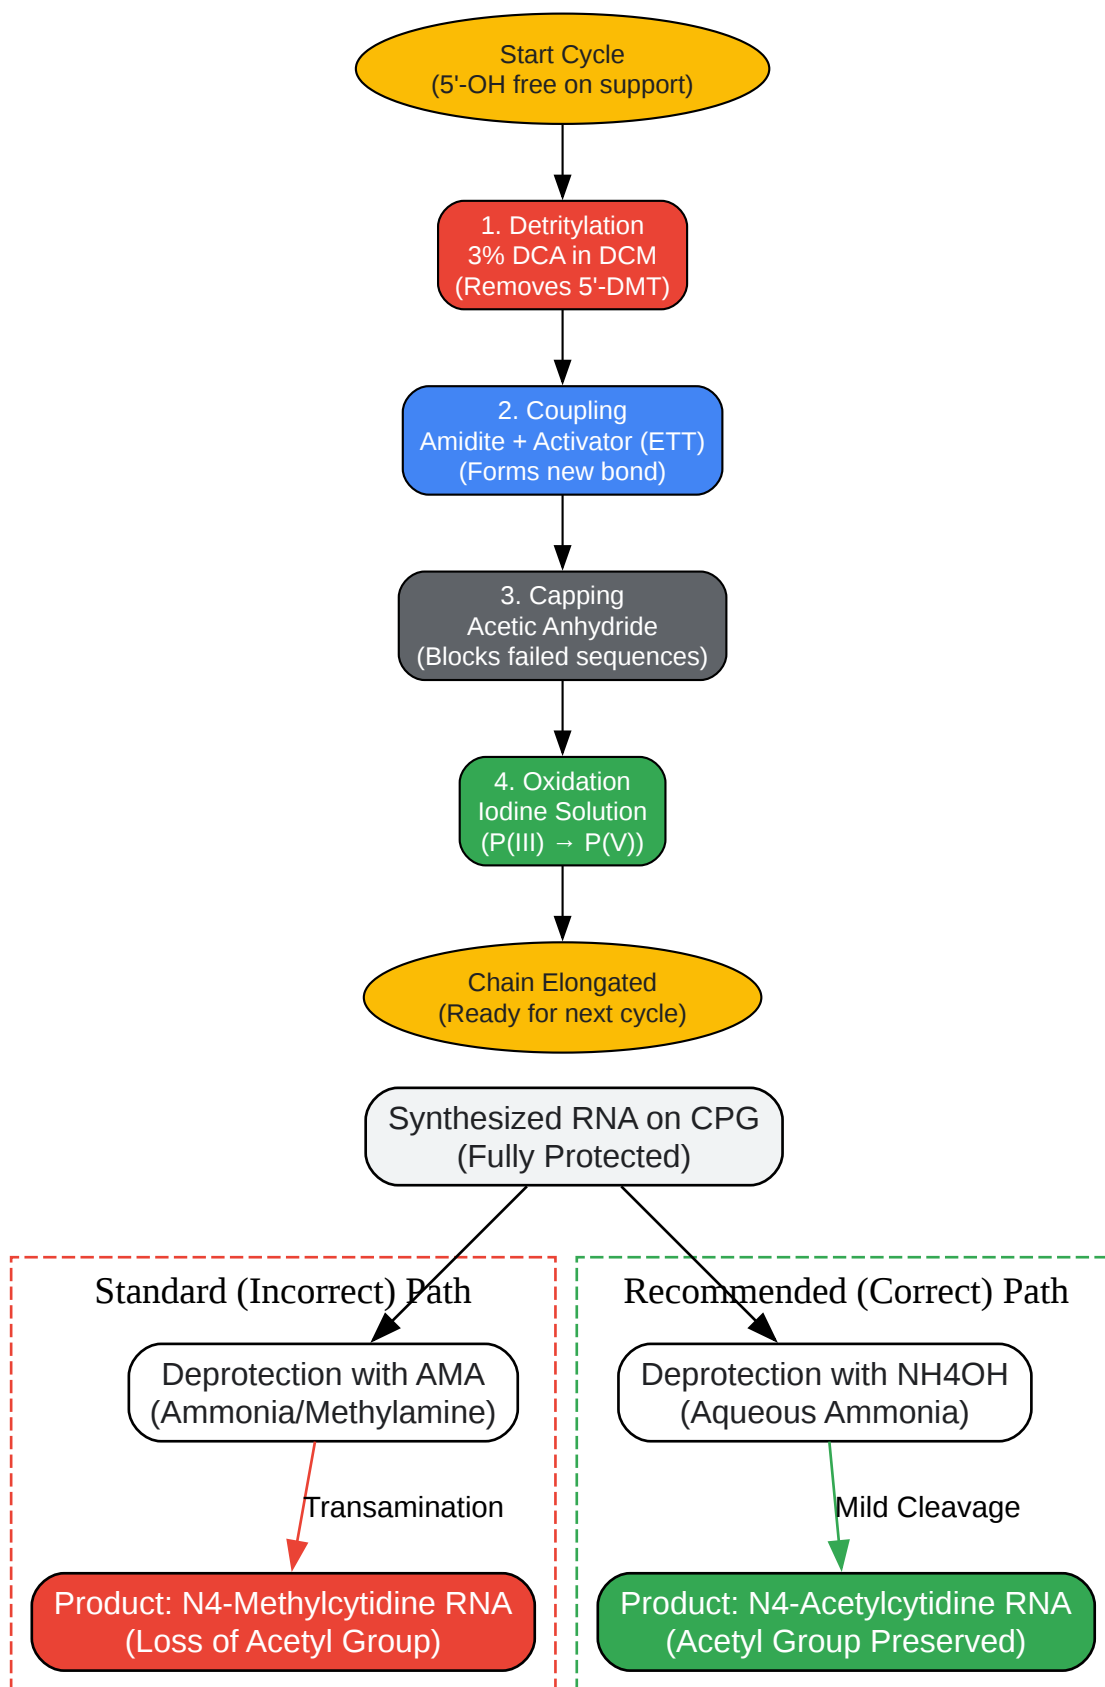 Start Cycle
(5'-OH free on support)
1. Detritylation
3% DCA in DCM
(Removes 5'-DMT)
2. Coupling
Amidite + Activator (ETT)
(Forms new bond)
3. Capping
Acetic Anhydride
(Blocks failed sequences)
4. Oxidation
Iodine Solution
(P(III) → P(V))
Chain Elongated
(Ready for next cycle)
Synthesized RNA on CPG
(Fully Protected)
Standard (Incorrect) Path
Deprotection with AMA
(Ammonia/Methylamine)
Transamination
Product: N4-Methylcytidine RNA
(Loss of Acetyl Group)
Recommended (Correct) Path
Deprotection with NH4OH
(Aqueous Ammonia)
Mild Cleavage
Product: N4-Acetylcytidine RNA
(Acetyl Group Preserved)